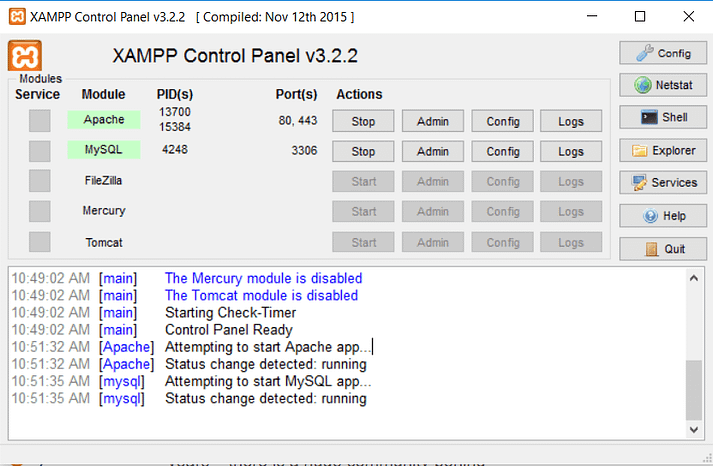 XAMPP Control Panel v3.2.2 [ Compiled: Nov 12th 2015 ]
XAMPP Control Panel v3.2.2
Modules
Service Module PID(s) Port(s) Actions
Apache 13700 15384 80, 443 Stop Admin Config Logs
MySQL 4248 3306 Stop Admin Config Logs
FileZilla Start Admin Config Logs
Mercury Start Admin Config Logs
Tomcat Start Admin Config Logs
Config
Netstat
Shell
Explorer
Services
Help
Quit
10:49:02 AM [main] The Mercury module is disabled
10:49:02 AM [main] The Tomcat module is disabled
10:49:02 AM [main] Starting Check-Timer
10:49:02 AM [main] Control Panel Ready
10:51:32 AM [Apache] Attempting to start Apache app...
10:51:32 AM [Apache] Status change detected: running
10:51:35 AM [mysql] Attempting to start MySQL app...
10:51:35 AM [mysql] Status change detected: running